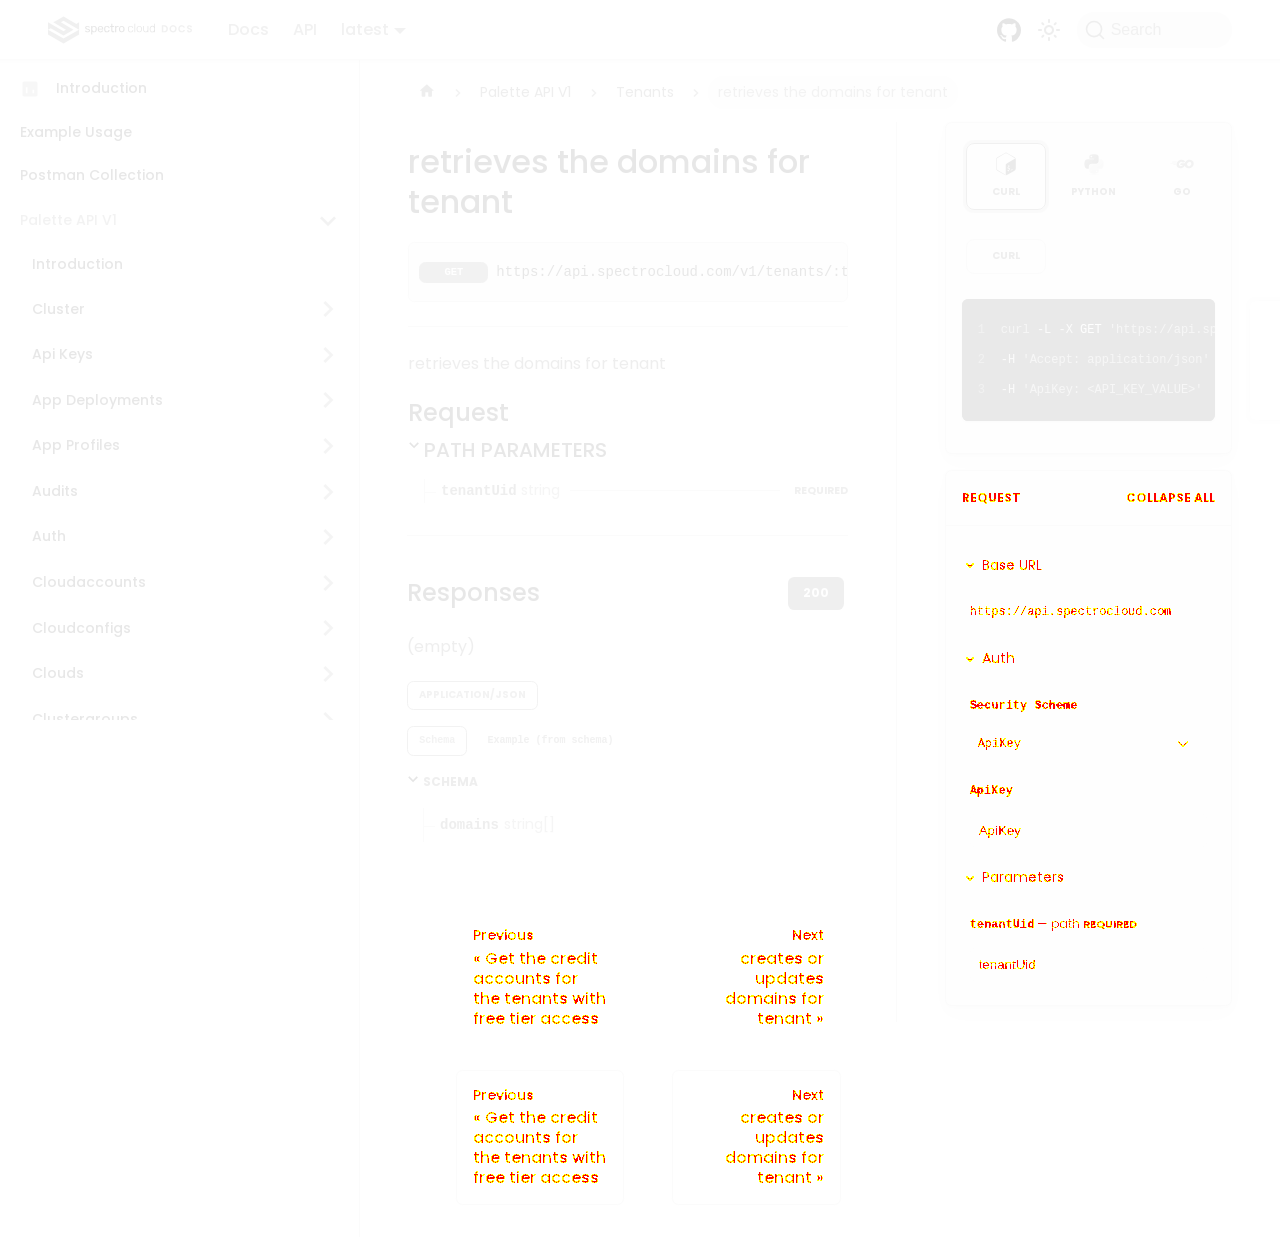 spectro cloud DOCS
Docs API latest
Search
Introduction
Example Usage
Postman Collection
Palette API V1
Introduction
Cluster
Api Keys
App Deployments
App Profiles
Audits
Auth
Cloudaccounts
Cloudconfigs
Clouds
Clustergroups
Palette API V1
Tenants
retrieves the domains for tenant
retrieves the domains for
tenant
GET https://api.spectrocloud.com/v1/tenants/:t
retrieves the domains for tenant
Request
PATH PARAMETERS
tenantUid string REQUIRED
Responses
200
(empty)
APPLICATION/JSON
Schema Example (from schema)
SCHEMA
domains string[]
Previous
« Get the credit
accounts for
the tenants with
free tier access
Next
creates or
updates
domains for
tenant »
Previous
« Get the credit
accounts for
the tenants with
free tier access
Next
creates or
updates
domains for
tenant »
CURL PYTHON GO
CURL
1 curl -L -X GET 'https://api.sp
2 -H 'Accept: application/json'
3 -H 'ApiKey: <API_KEY_VALUE>'
REQUEST COLLAPSE ALL
Base URL
https://api.spectrocloud.com
Auth
Security Scheme
ApiKey
ApiKey
ApiKey
Parameters
tenantUid — path REQUIRED
tenantUid